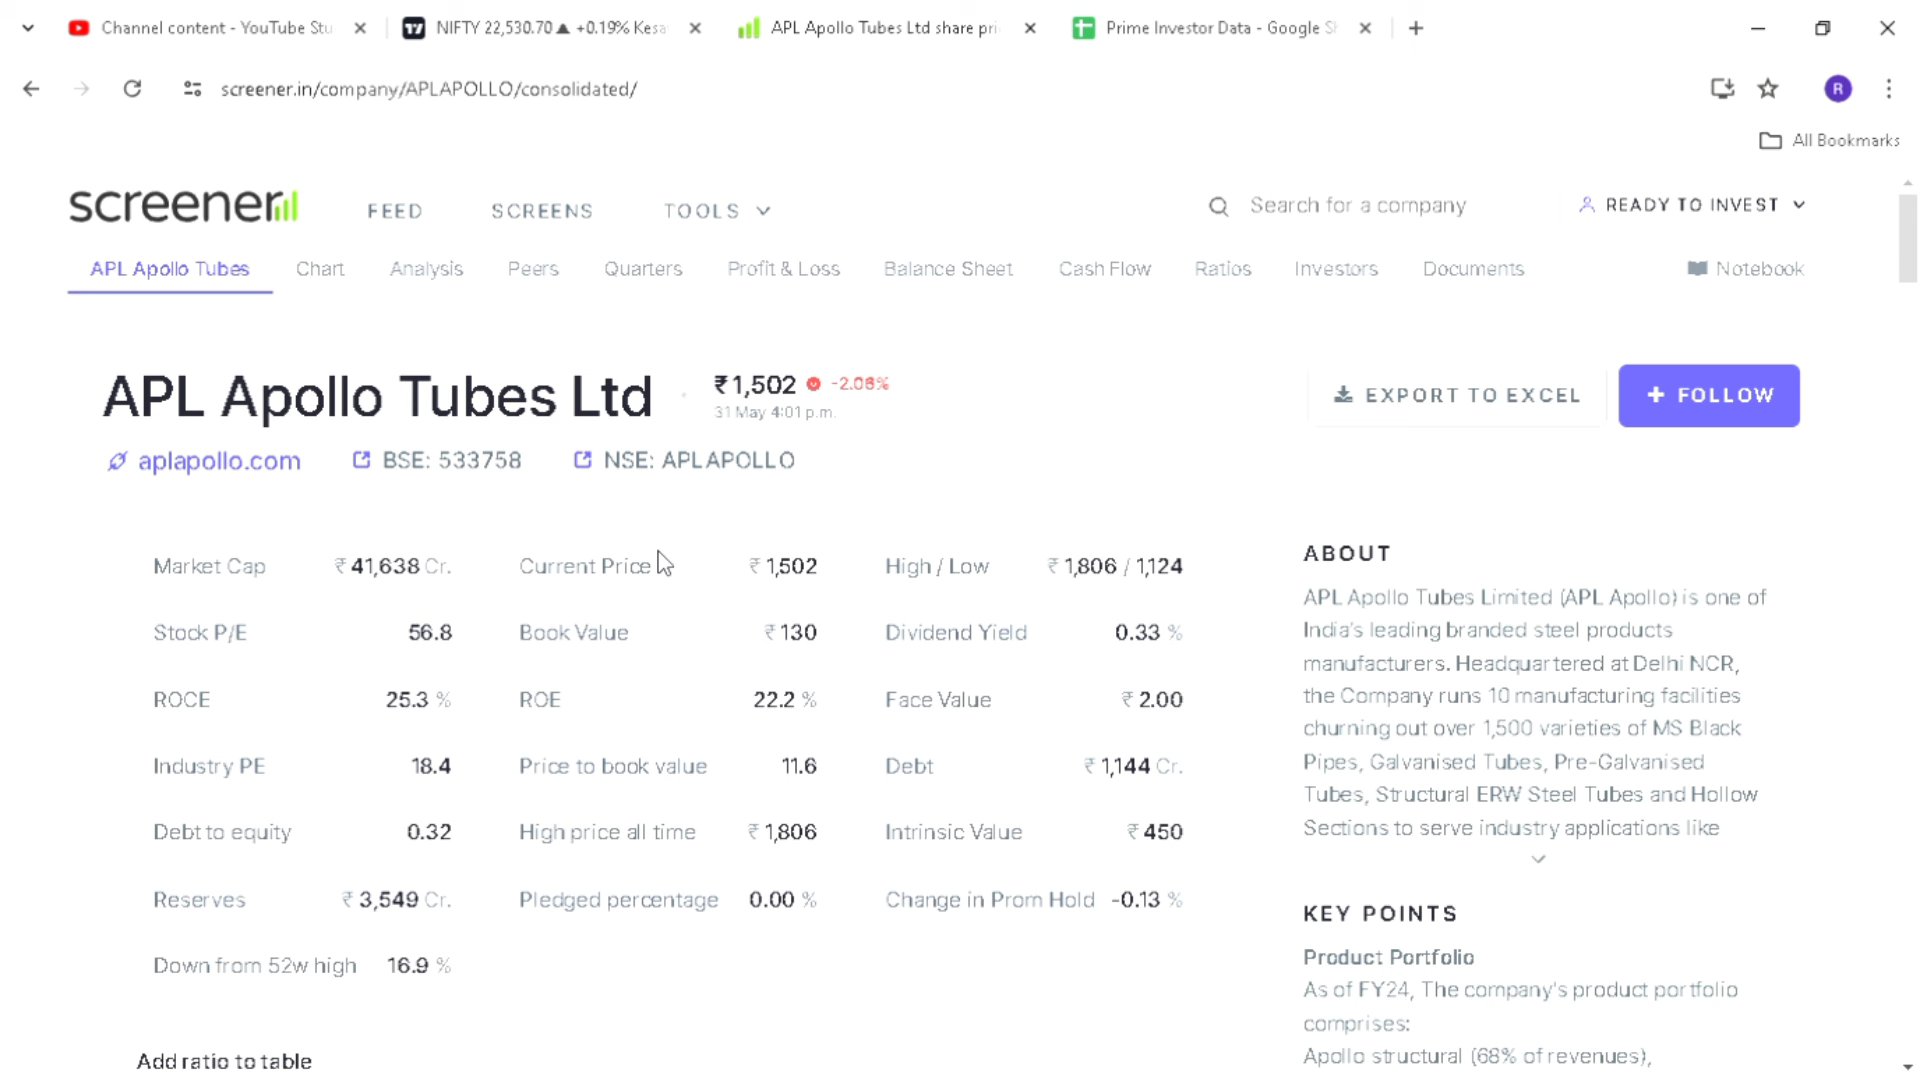 Channel content - YouTube Stu
NIFTY 22,530.70 ▲ +0.19% Kesa
APL Apollo Tubes Ltd share pri
Prime Investor Data - Google Sh
screener.in/company/APLAPOLLO/consolidated/
R
All Bookmarks
screener
FEED
SCREENS
TOOLS
Search for a company
READY TO INVEST
APL Apollo Tubes
Chart
Analysis
Peers
Quarters
Profit & Loss
Balance Sheet
Cash Flow
Ratios
Investors
Documents
Notebook
APL Apollo Tubes Ltd
₹ 1,502 -2.06%
31 May 4:01 p.m.
EXPORT TO EXCEL
+ FOLLOW
aplapollo.com
BSE: 533758
NSE: APLAPOLLO
Market Cap ₹ 41,638 Cr.
Current Price ₹ 1,502
High / Low ₹ 1,806 / 1,124
Stock P/E 56.8
Book Value ₹ 130
Dividend Yield 0.33 %
ROCE 25.3 %
ROE 22.2 %
Face Value ₹ 2.00
Industry PE 18.4
Price to book value 11.6
Debt ₹ 1,144 Cr.
Debt to equity 0.32
High price all time ₹ 1,806
Intrinsic Value ₹ 450
Reserves ₹ 3,549 Cr.
Pledged percentage 0.00 %
Change in Prom Hold -0.13 %
Down from 52w high 16.9 %
Add ratio to table
ABOUT
APL Apollo Tubes Limited (APL Apollo) is one of
India's leading branded steel products
manufacturers. Headquartered at Delhi NCR,
the Company runs 10 manufacturing facilities
churning out over 1,500 varieties of MS Black
Pipes, Galvanised Tubes, Pre-Galvanised
Tubes, Structural ERW Steel Tubes and Hollow
Sections to serve industry applications like
KEY POINTS
Product Portfolio
As of FY24, The company's product portfolio
comprises:
Apollo structural (68% of revenues),